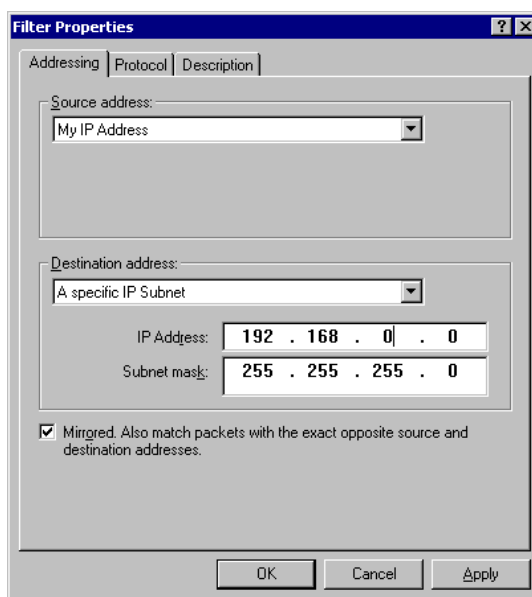 Filter Properties
Addressing Protocol Description
Source address:
My IP Address
Destination address:
A specific IP Subnet
IP Address: 192 . 168 . 0 . 0
Subnet mask: 255 . 255 . 255 . 0
Mirrored. Also match packets with the exact opposite source and
destination addresses.
OK Cancel Apply